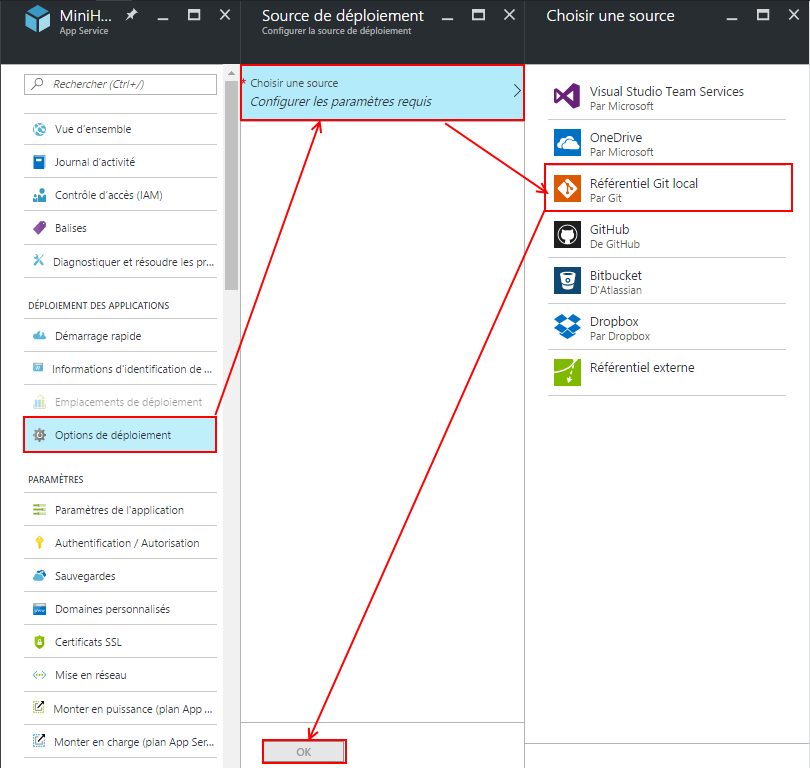 MiniH...
App Service
Rechercher (Ctrl+/)
Vue d'ensemble
Journal d'activité
Contrôle d'accès (IAM)
Balises
Diagnostiquer et résoudre les pr...
DÉPLOIEMENT DES APPLICATIONS
Démarrage rapide
Informations d'identification de ...
Emplacements de déploiement
Options de déploiement
PARAMÈTRES
Paramètres de l'application
Authentification / Autorisation
Sauvegardes
Domaines personnalisés
Certificats SSL
Mise en réseau
Monter en puissance (plan App ...
Monter en charge (plan App Ser...
Source de déploiement
Configurer la source de déploiement
* Choisir une source
Configurer les paramètres requis
OK
Choisir une source
Visual Studio Team Services
Par Microsoft
OneDrive
Par Microsoft
Référentiel Git local
Par Git
GitHub
De GitHub
Bitbucket
D'Atlassian
Dropbox
Par Dropbox
Référentiel externe